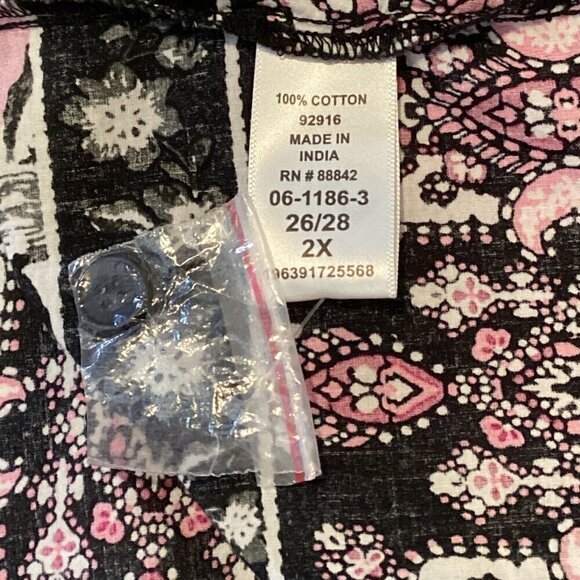 100% COTTON
92916
MADE IN
INDIA
RN # 88842
06-1186-3
26/28
2X
96391725568